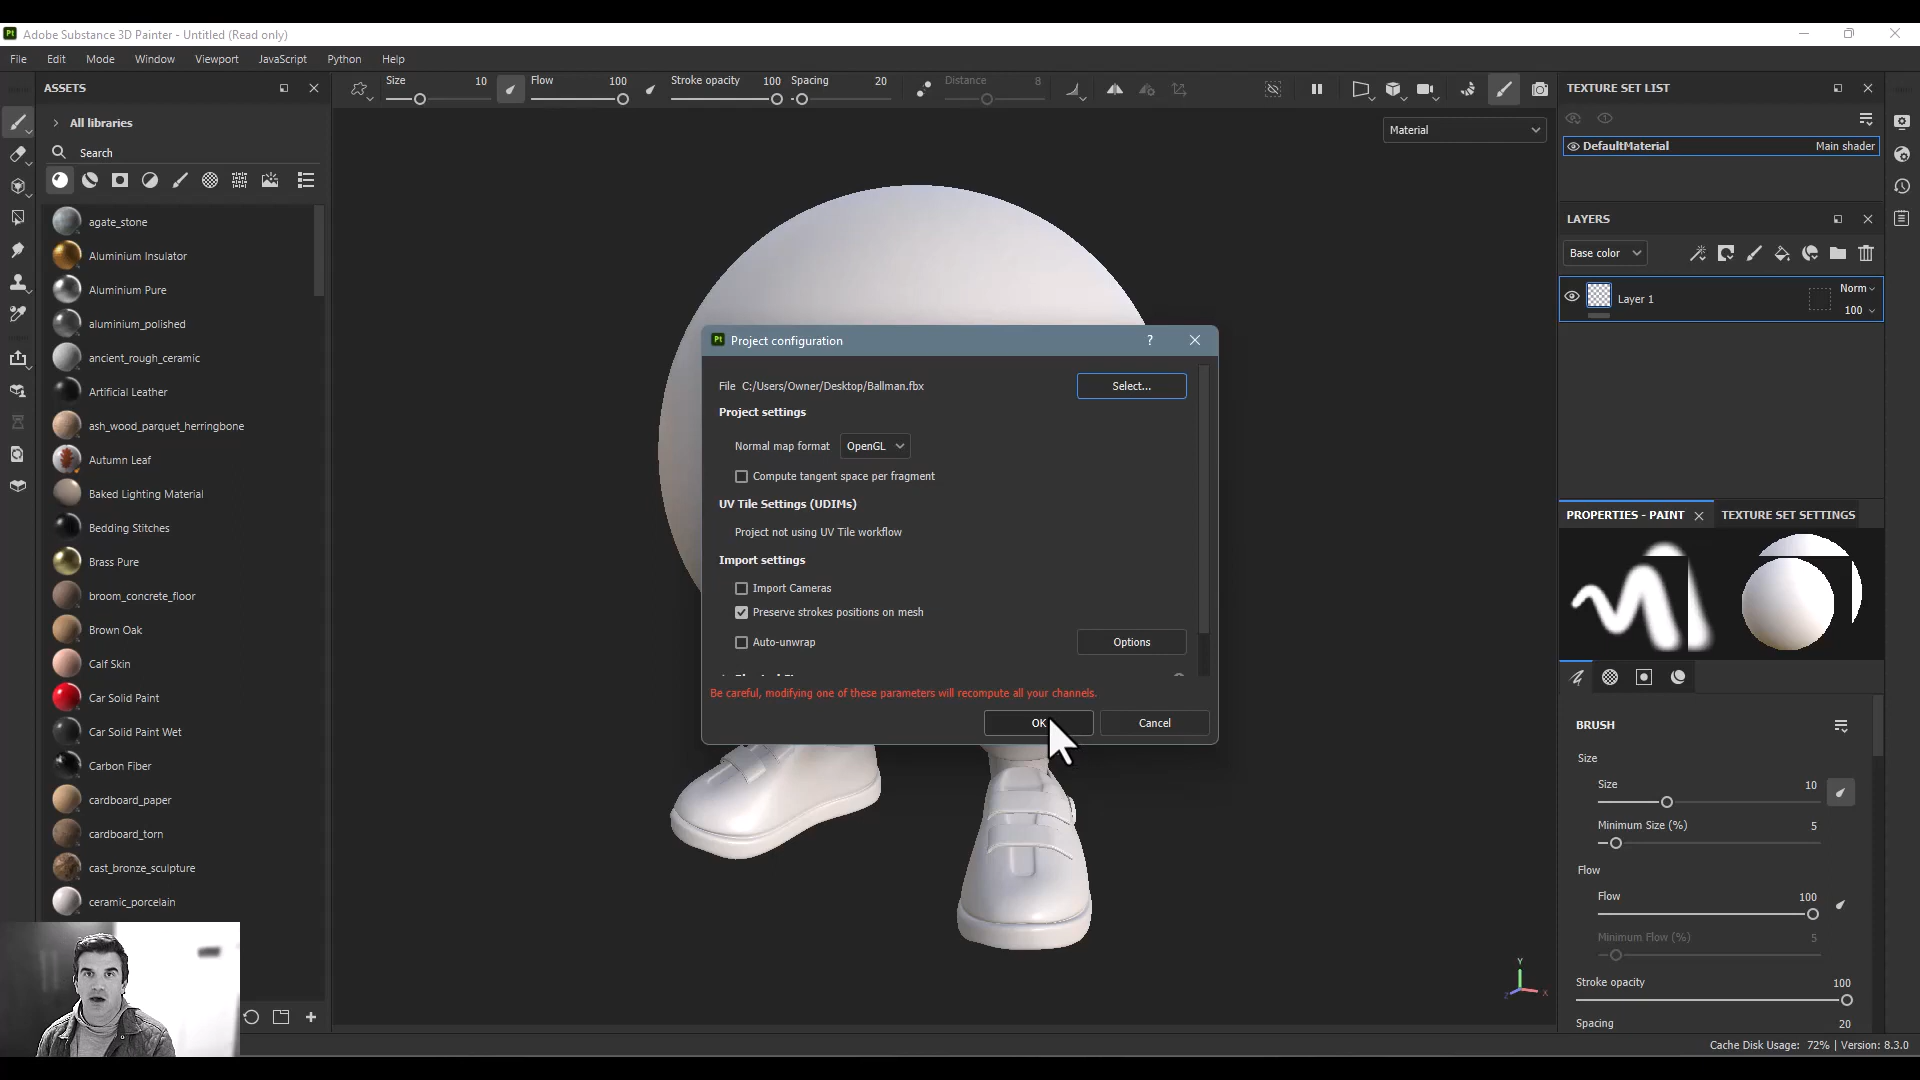 Pt Adobe Substance 3D Painter - Untitled (Read only)
File Edit Mode Window Viewport JavaScript Python Help
ASSETS
Size 10 Flow 100 Stroke opacity 100 Spacing 20 Distance 8
TEXTURE SET LIST
All libraries
Search
Material
DefaultMaterial Main shader
LAYERS
Base color
Layer 1
Norm
100
agate_stone
Aluminium Insulator
Aluminium Pure
aluminium_polished
ancient_rough_ceramic
Artificial Leather
ash_wood_parquet_herringbone
Autumn Leaf
Baked Lighting Material
Bedding Stitches
Brass Pure
broom_concrete_floor
Brown Oak
Calf Skin
Car Solid Paint
Car Solid Paint Wet
Carbon Fiber
cardboard_paper
cardboard_torn
cast_bronze_sculpture
ceramic_porcelain
Pt Project configuration ?
File C:/Users/Owner/Desktop/Ballman.fbx Select...
Project settings
Normal map format OpenGL
Compute tangent space per fragment
UV Tile Settings (UDIMs)
Project not using UV Tile workflow
Import settings
Import Cameras
Preserve strokes positions on mesh
Auto-unwrap Options
Be careful, modifying one of these parameters will recompute all your channels.
OK Cancel
PROPERTIES - PAINT TEXTURE SET SETTINGS
BRUSH
Size
Size 10
Minimum Size (%) 5
Flow
Flow 100
Minimum Flow (%) 5
Stroke opacity 100
Spacing 20
Y
X
Z
Cache Disk Usage: 72% | Version: 8.3.0